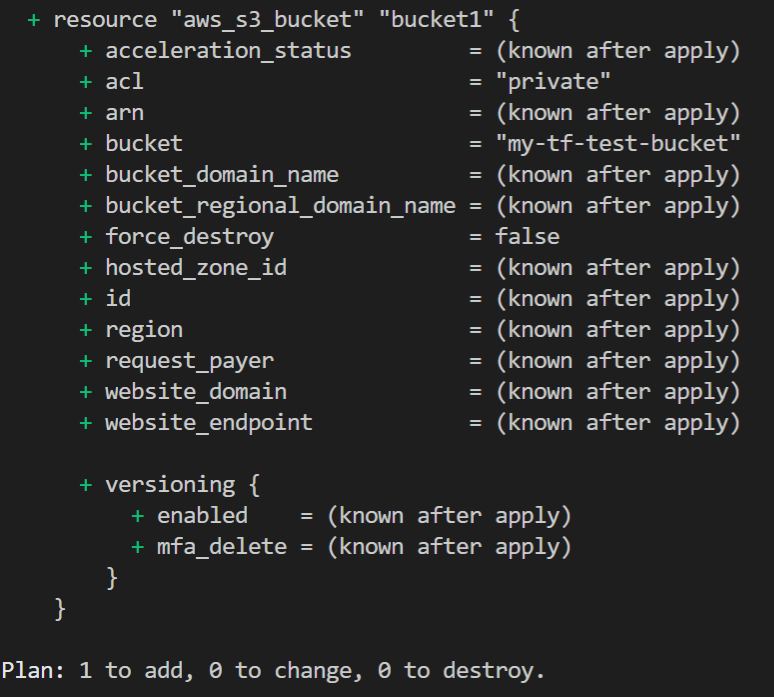 + resource "aws_s3_bucket" "bucket1" {
+ acceleration_status = (known after apply)
+ acl = "private"
+ arn = (known after apply)
+ bucket = "my-tf-test-bucket"
+ bucket_domain_name = (known after apply)
+ bucket_regional_domain_name = (known after apply)
+ force_destroy = false
+ hosted_zone_id = (known after apply)
+ id = (known after apply)
+ region = (known after apply)
+ request_payer = (known after apply)
+ website_domain = (known after apply)
+ website_endpoint = (known after apply)
+ versioning {
+ enabled = (known after apply)
+ mfa_delete = (known after apply)
}
}
Plan: 1 to add, 0 to change, 0 to destroy.